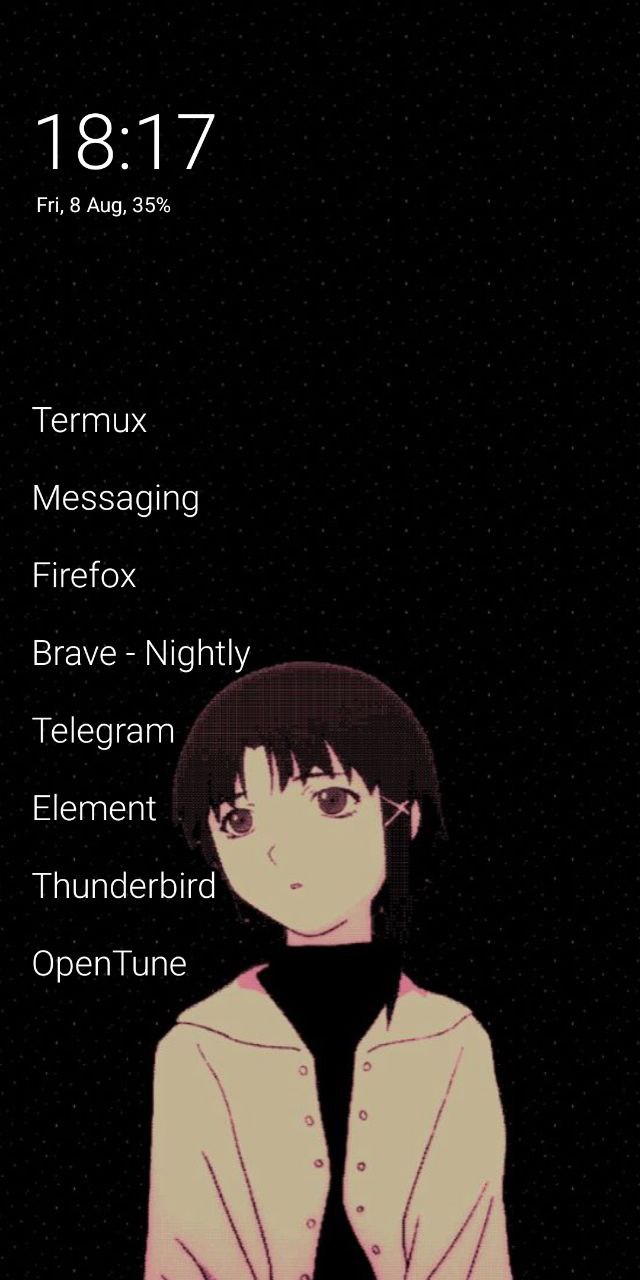 18:17
Fri, 8 Aug, 35%
Termux
Messaging
Firefox
Brave - Nightly
Telegram
Element
Thunderbird
OpenTune